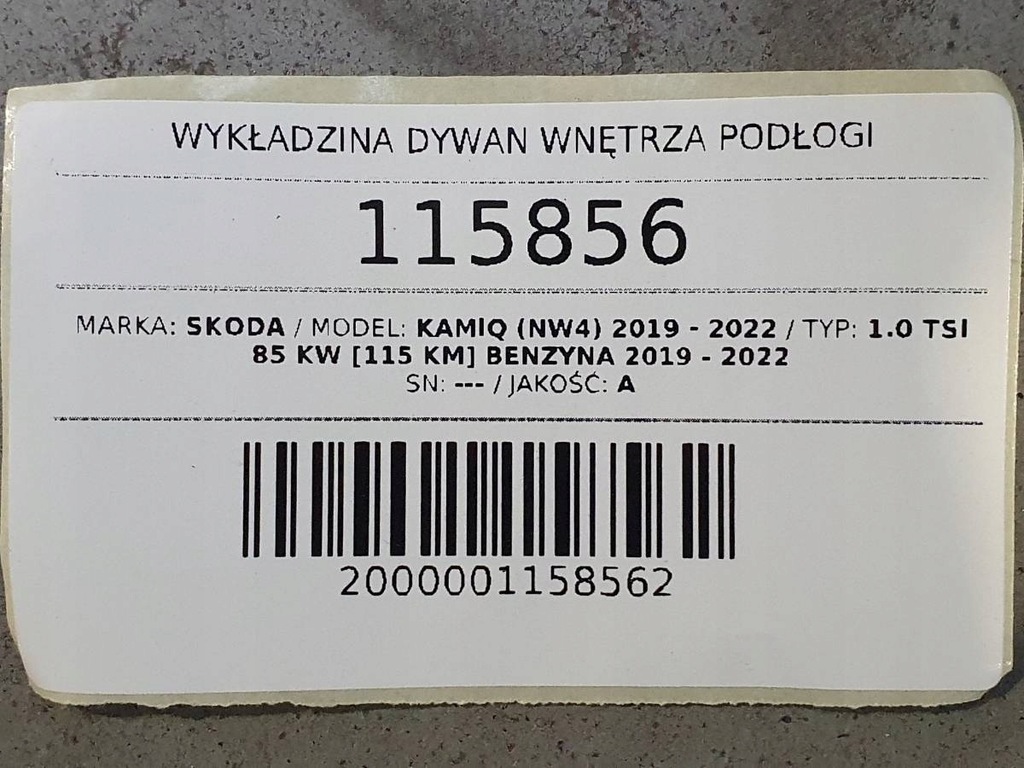 WYKŁADZINA DYWAN WNĘTRZA PODŁOGI
115856
MARKA: SKODA / MODEL: KAMIQ (NW4) 2019 - 2022 / TYP: 1.0 TSI
85 KW [115 KM] BENZYNA 2019 - 2022
SN: --- / JAKOŚĆ: A
2000001158562